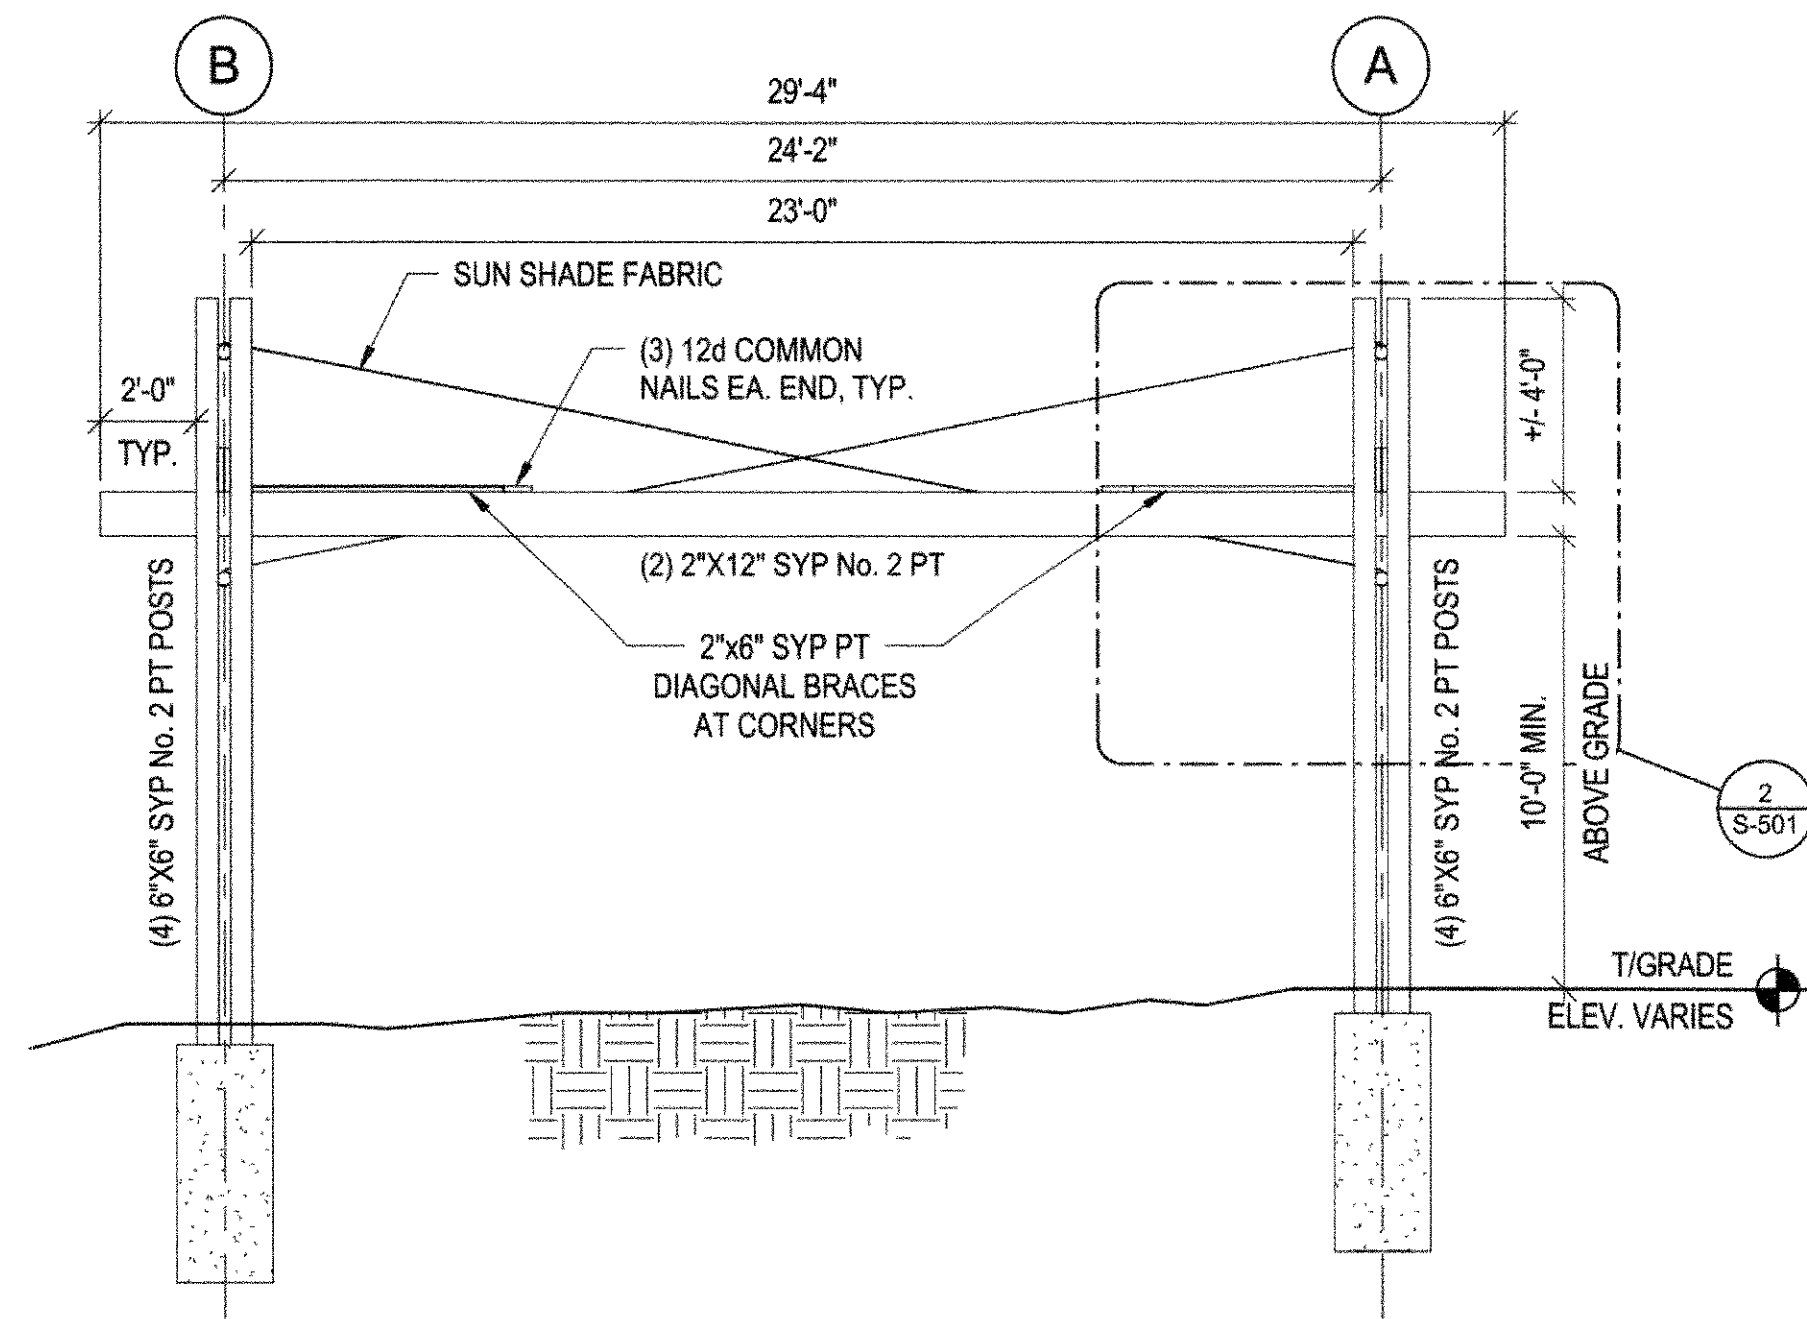 B
A
29'-4"
24'-2"
23'-0"
SUN SHADE FABRIC
(3) 12d COMMON
NAILS EA. END, TYP.
2'-0"
TYP.
+/- 4'-0"
(2) 2"X12" SYP No. 2 PT
2"x6" SYP PT
DIAGONAL BRACES
AT CORNERS
(4) 6"X6" SYP No. 2 PT POSTS
(4) 6"X6" SYP No. 2 PT POSTS
10'-0" MIN.
ABOVE GRADE
2
S-501
T/GRADE
ELEV. VARIES